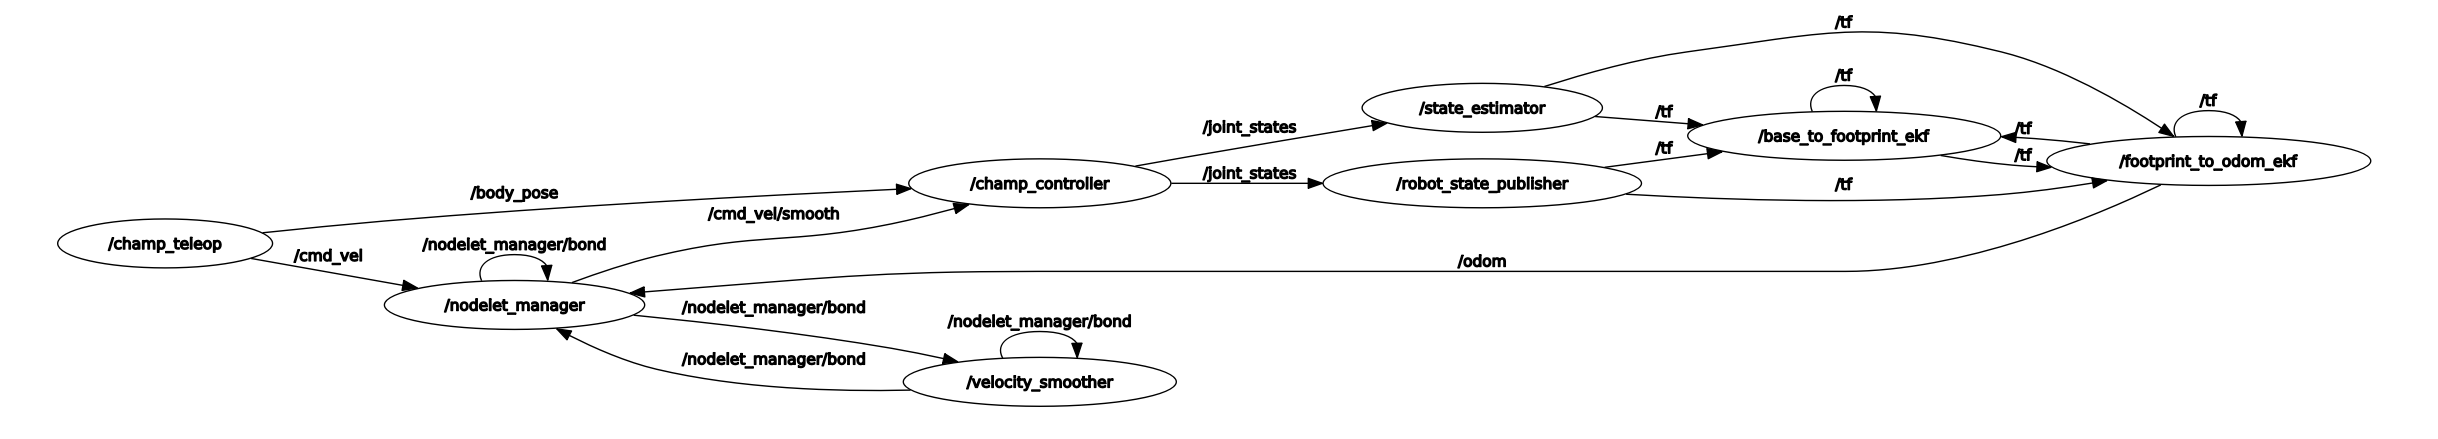 /tf
/tf
/tf
/state_estimator
/tf
/joint_states
/tf
/base_to_footprint_ekf
/tf
/tf
/footprint_to_odom_ekf
/champ_controller
/joint_states
/robot_state_publisher
/tf
/body_pose
/cmd_vel/smooth
/champ_teleop
/nodelet_manager/bond
/cmd_vel
/odom
/nodelet_manager
/nodelet_manager/bond
/nodelet_manager/bond
/nodelet_manager/bond
/velocity_smoother